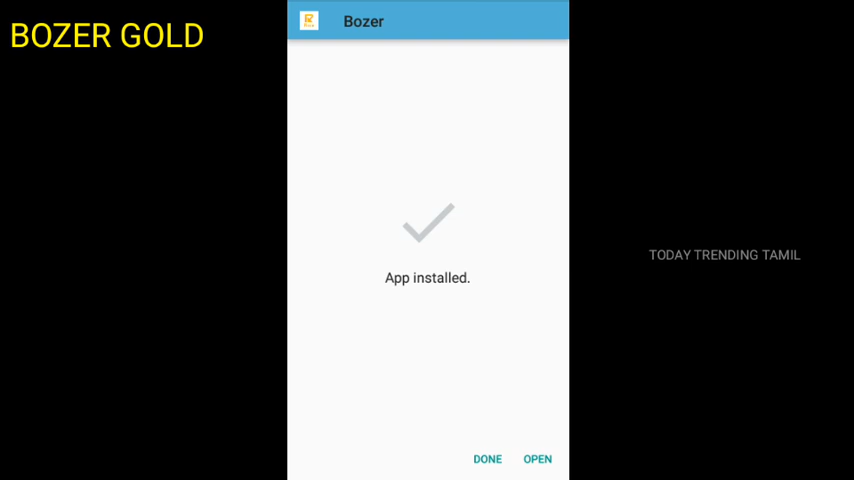 BOZER GOLD
Bozer
TODAY TRENDING TAMIL
App installed.
DONE OPEN